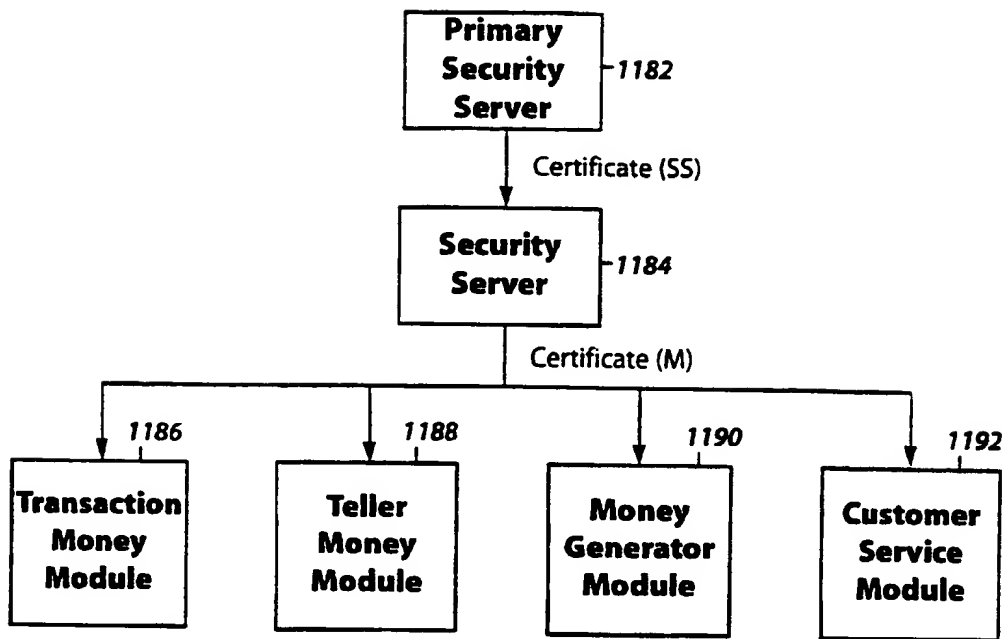 Primary
Security
Server
1182
Certificate (SS)
Security
Server
1184
Certificate (M)
1186
1188
1190
1192
Transaction
Money
Module
Teller
Money
Module
Money
Generator
Module
Customer
Service
Module